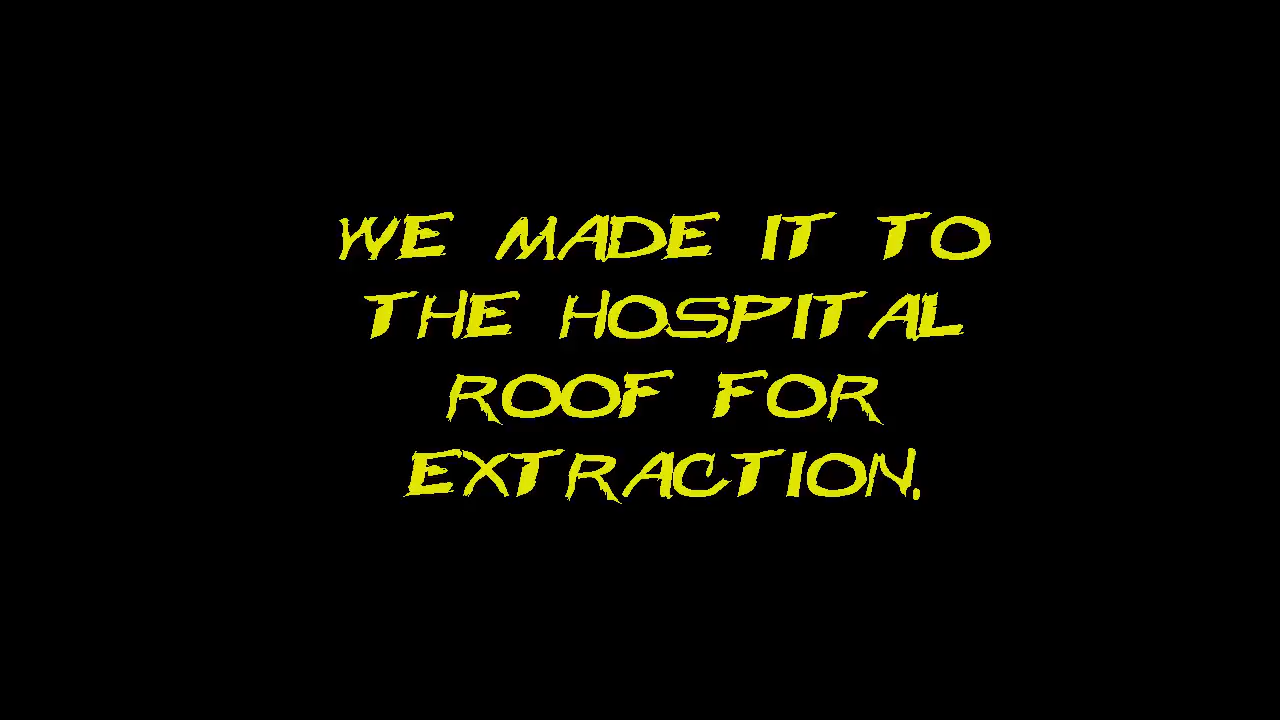 WE MADE IT TO
THE HOSPITAL
ROOF FOR
EXTRACTION.